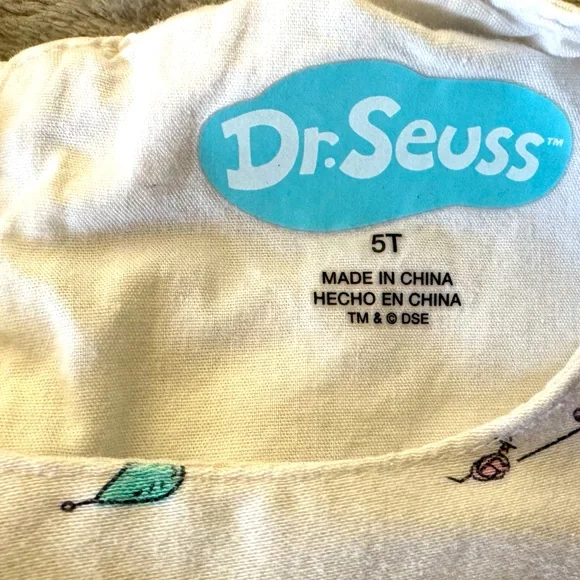 Dr. Seuss™
5T
MADE IN CHINA
HECHO EN CHINA
TM & © DSE